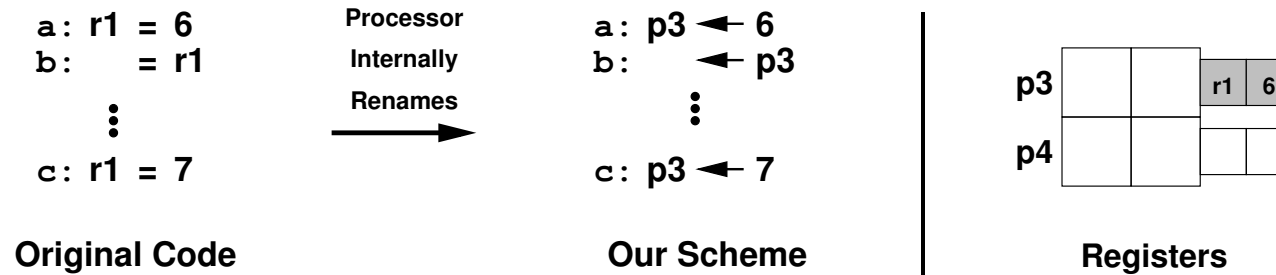 a: r1 = 6
b: = r1
c: r1 = 7
Original Code
Processor
Internally
Renames
a: p3 ← 6
b: ← p3
c: p3 ← 7
Our Scheme
p3 r1 6
p4
Registers